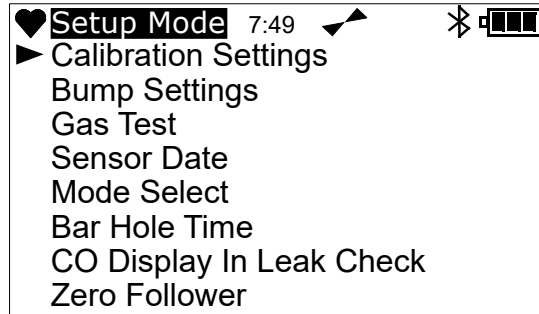 Setup Mode 7:49
Calibration Settings
Bump Settings
Gas Test
Sensor Date
Mode Select
Bar Hole Time
CO Display In Leak Check
Zero Follower